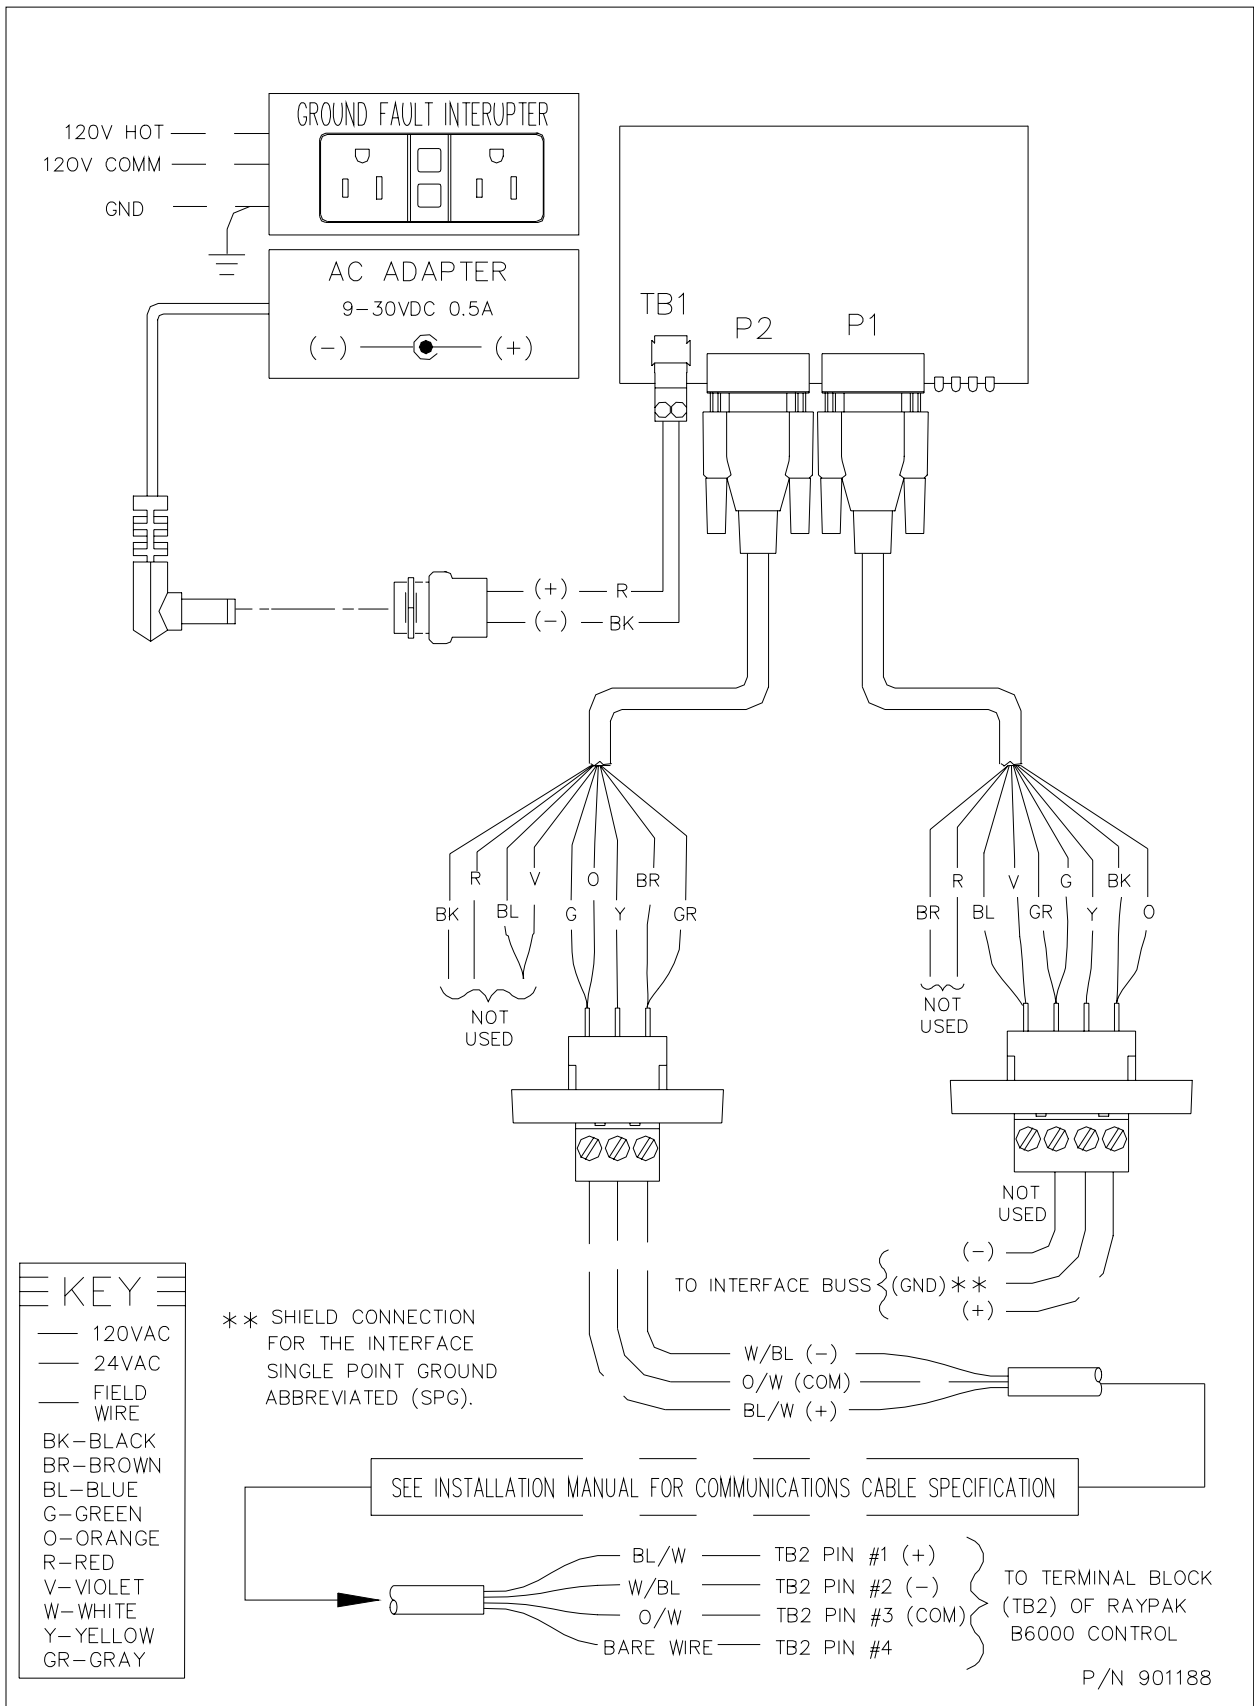 GROUND FAULT INTERUPTER
120V HOT
120V COMM
GND
AC ADAPTER
9-30VDC 0.5A
(-) (+)
TB1
P2
P1
(+) R
(-) BK
R V O BR
BK BL G Y GR
NOT
USED
R V G BK
BR BL GR Y O
NOT
USED
NOT
USED
(-)
TO INTERFACE BUSS (GND) **
(+)
KEY
120VAC
24VAC
FIELD
WIRE
BK-BLACK
BR-BROWN
BL-BLUE
G-GREEN
O-ORANGE
R-RED
V-VIOLET
W-WHITE
Y-YELLOW
GR-GRAY
** SHIELD CONNECTION
FOR THE INTERFACE
SINGLE POINT GROUND
ABBREVIATED (SPG).
W/BL (-)
O/W (COM)
BL/W (+)
SEE INSTALLATION MANUAL FOR COMMUNICATIONS CABLE SPECIFICATION
BL/W TB2 PIN #1 (+)
W/BL TB2 PIN #2 (-)
O/W TB2 PIN #3 (COM)
BARE WIRE TB2 PIN #4
TO TERMINAL BLOCK
(TB2) OF RAYPAK
B6000 CONTROL
P/N 901188